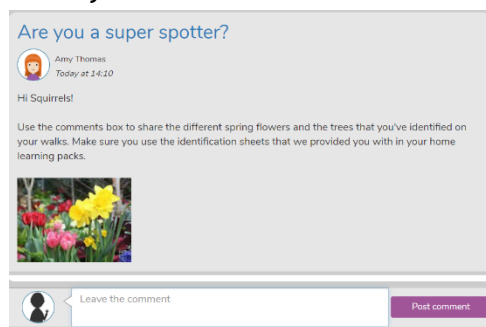 Are you a super spotter?
Amy Thomas
Today at 14:10
Hi Squirrels!
Use the comments box to share the different spring flowers and the trees that you've identified on
your walks. Make sure you use the identification sheets that we provided you with in your home
learning packs.
Leave the comment
Post comment